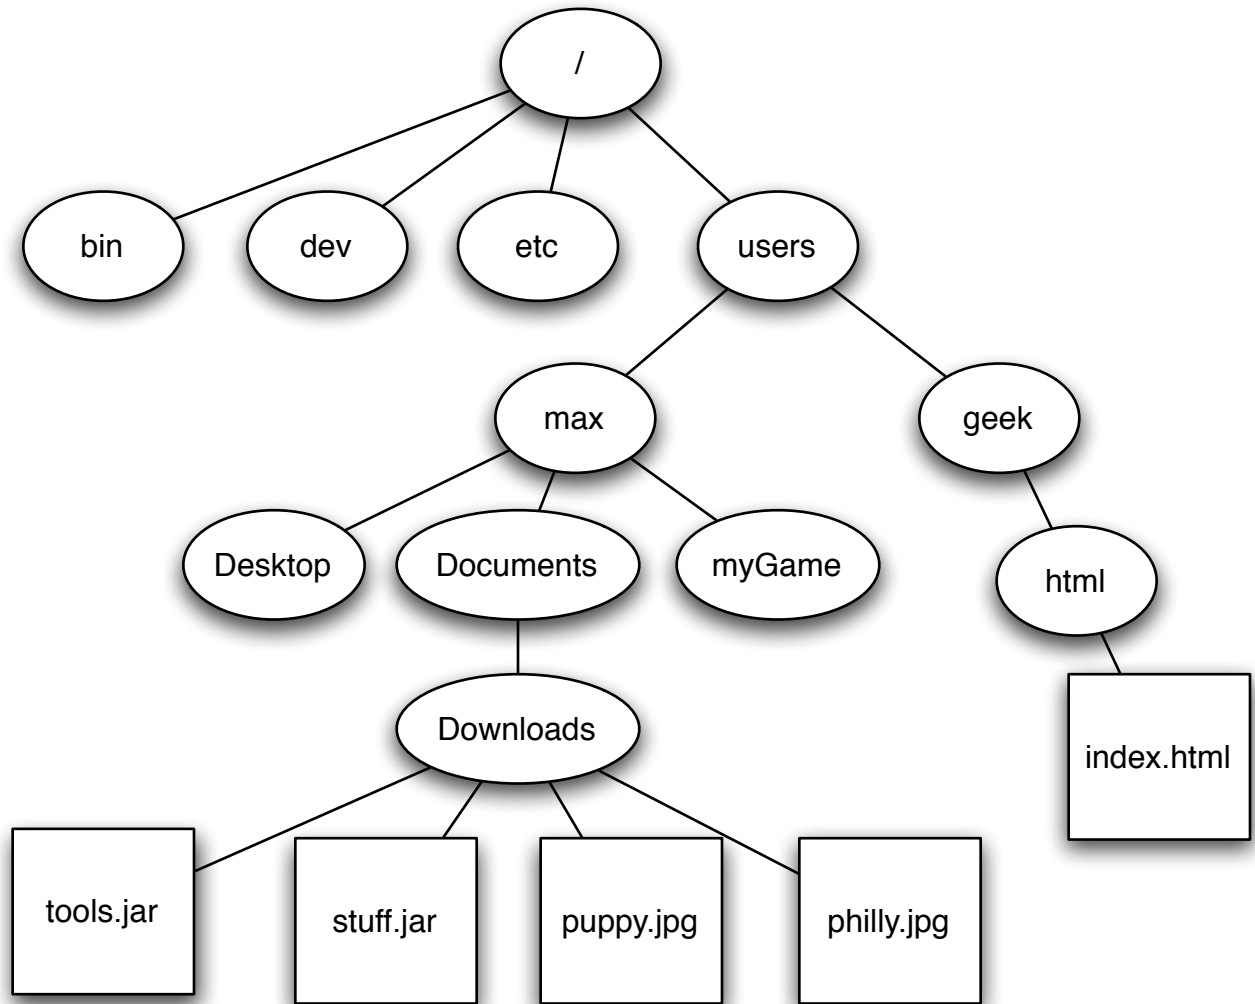 /
bin
dev
etc
users
max
geek
Desktop
Documents
myGame
html
Downloads
index.html
tools.jar
stuff.jar
puppy.jpg
philly.jpg